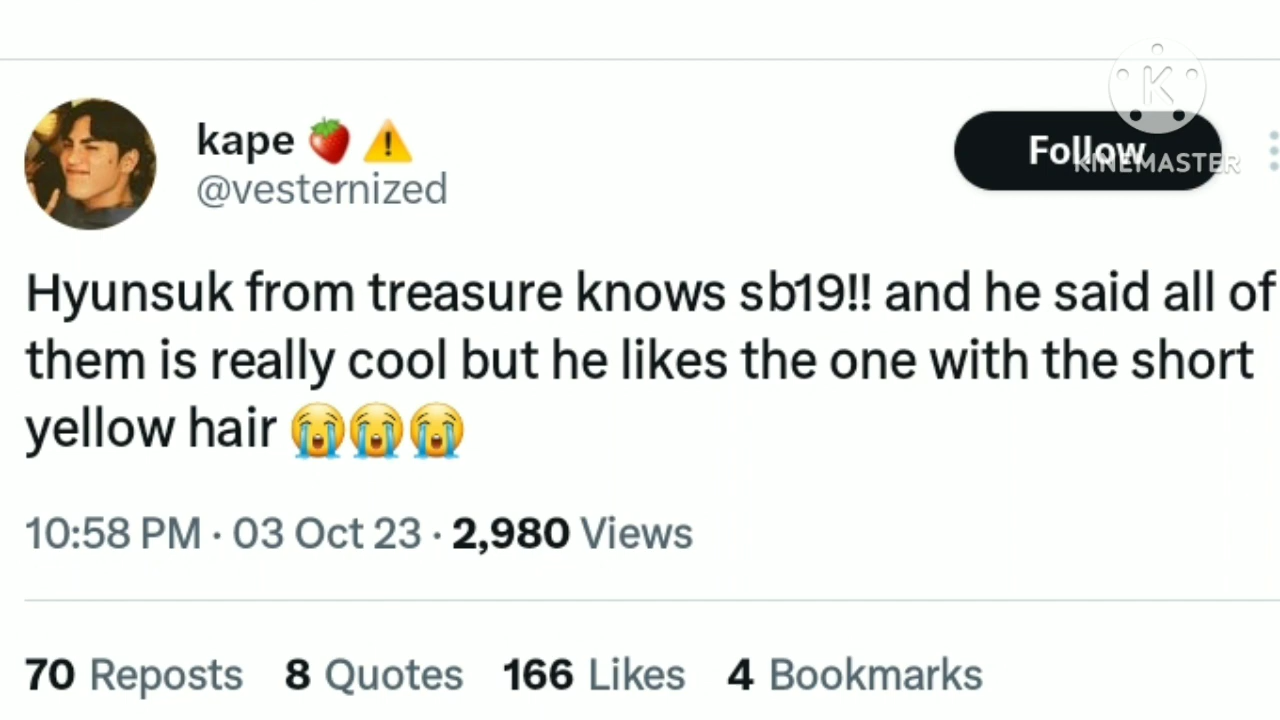 kape 🍓 ⚠️
@vesternized
Follow
KINEMASTER
Hyunsuk from treasure knows sb19!! and he said all of
them is really cool but he likes the one with the short
yellow hair 😭😭😭
10:58 PM · 03 Oct 23 · 2,980 Views
70 Reposts 8 Quotes 166 Likes 4 Bookmarks